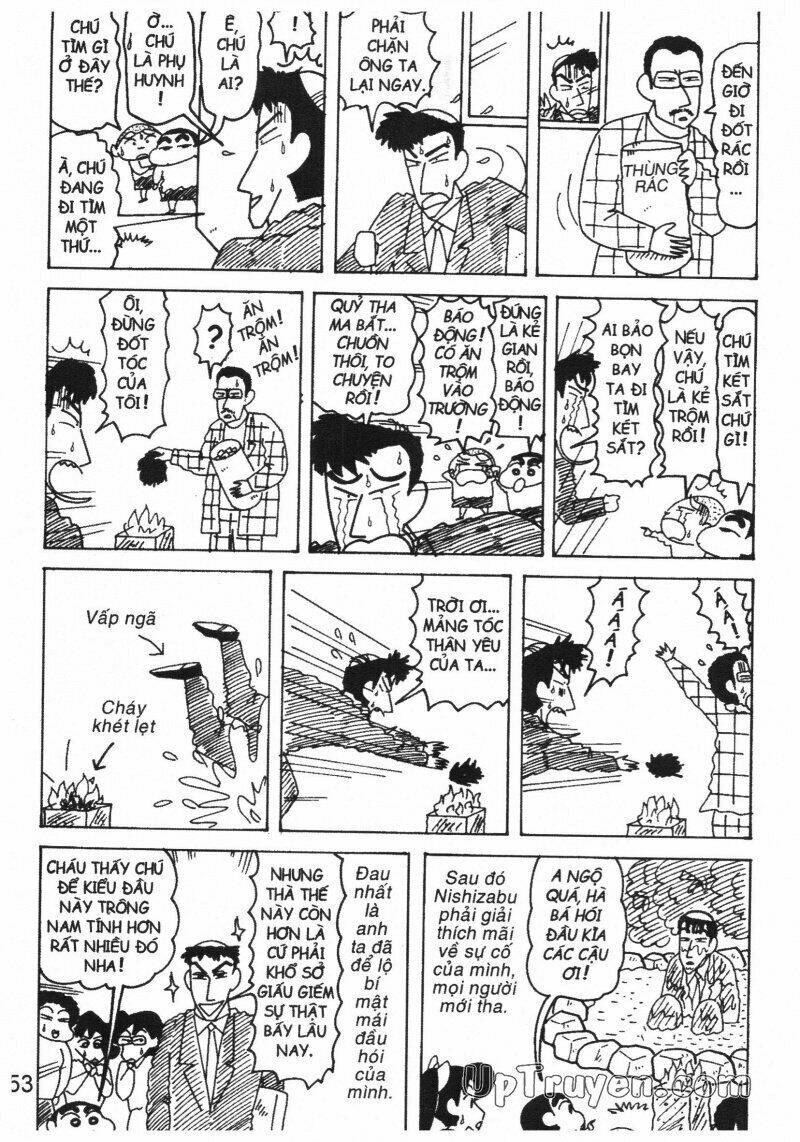 ĐẾN
GIỜ
ĐI
ĐỐT
RÁC
RỒI
...
THÙNG
RÁC
PHẢI
CHẶN
ÔNG TA
LẠI NGAY.
!
Ê,
CHÚ
LÀ
AI?
Ờ...
CHÚ
LÀ PHỤ
HUYNH
!
CHÚ
TÌM GÌ
Ở ĐÂY
THẾ?
À, CHÚ
ĐANG
ĐI TÌM
MỘT
THỨ...
CHÚ
TÌM
KÉT
SẮT
CHỨ
GÌ!
AI BẢO
BỌN
BAY
TA ĐI
TÌM
KÉT
SẮT?
NẾU
VẬY,
CHÚ
LÀ KẺ
TRỘM
RỒI!
ĐÚNG
LÀ KẺ
GIAN
RỒI,
BÁO
ĐỘNG!
BÁO
ĐỘNG!
CÓ ĂN
TRỘM
VÀO
TRƯỜNG
!
QUỶ THA
MA BẮT...
CHUỒN
THÔI, TO
CHUYỆN
RỒI!
ĂN
TRỘM!
ĂN
TRỘM!
?
ÔI,
ĐỪNG
ĐỐT
TÓC
CỦA
TÔI!
Á
Á!
Á
Á
Á!
TRỜI ƠI...
MẢNG TÓC
THÂN YÊU
CỦA TA...
Vấp ngã
Cháy
khét lẹt
A NGỘ
QUÁ, HÀ
BÁ HÓI
ĐẦU KÌA
CÁC CẬU
ƠI!
Sau đó
Nishizabu
phải giải
thích mãi
về sự cố
của mình,
mọi người
mới tha.
Đau
nhất
là
anh
ta đã
để lộ
bí
mật
mái
đầu
hói
của
mình.
NHƯNG
THÀ THẾ
NÀY CÒN
HƠN LÀ
CỨ PHẢI
KHỔ SỞ
GIẤU GIẾM
SỰ THẬT
BẤY LÂU
NAY.
CHÁU THẤY CHÚ
ĐỂ KIỂU ĐẦU
NÀY TRÔNG
NAM TÍNH HƠN
RẤT NHIỀU ĐÓ
NHA!
53
UpTruyen.com